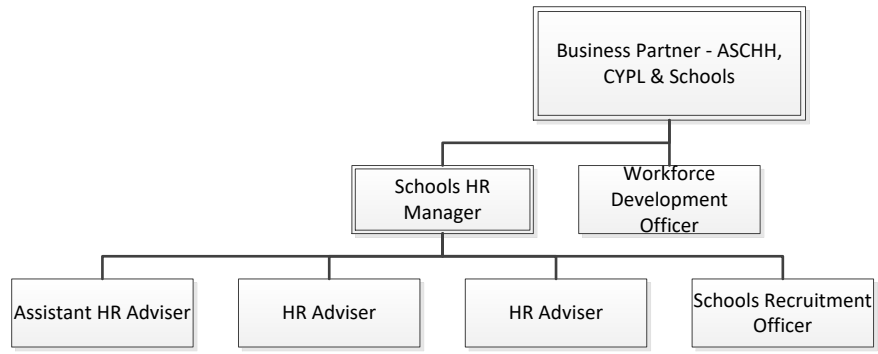 Business Partner - ASCHH,
CYPL & Schools
Schools HR
Manager
Workforce
Development
Officer
Assistant HR Adviser
HR Adviser
HR Adviser
Schools Recruitment
Officer